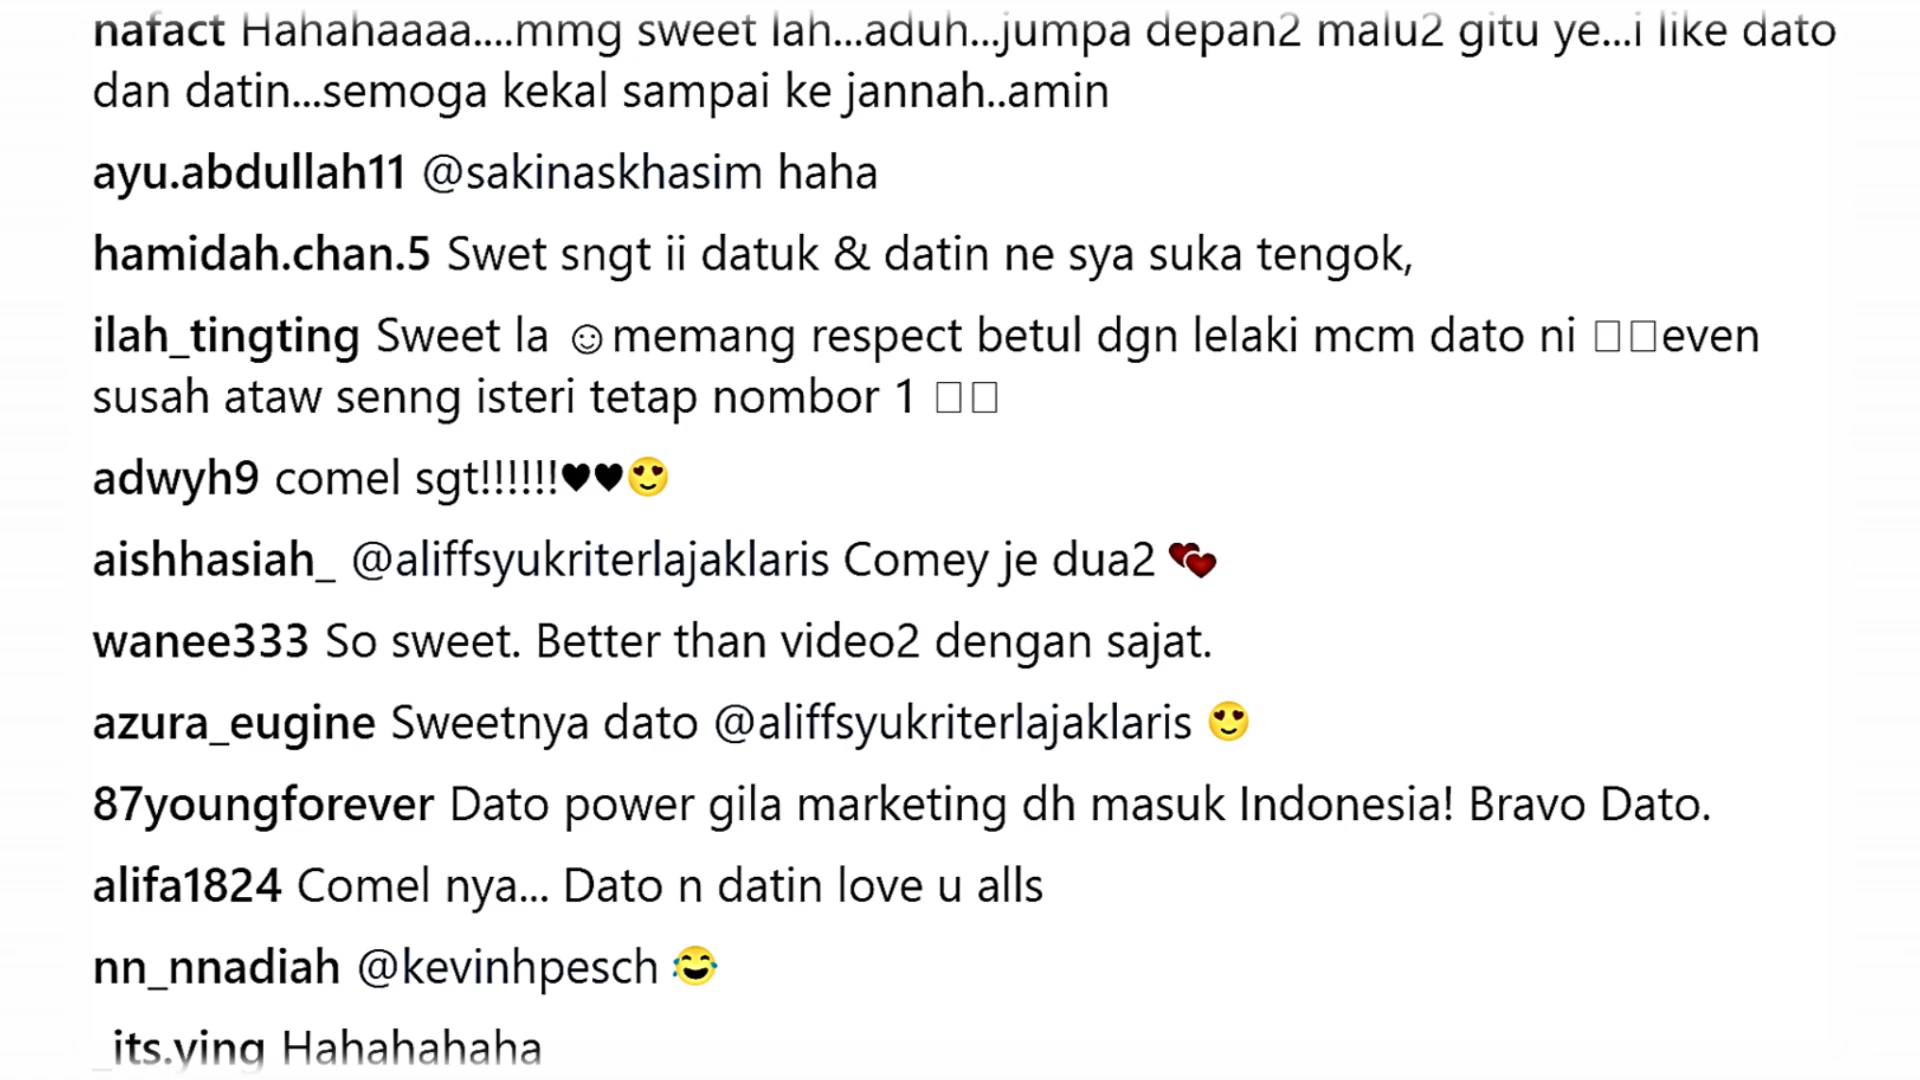 nafact Hahahaaaa....mmg sweet lah...aduh...jumpa depan2 malu2 gitu ye...i like dato
dan datin...semoga kekal sampai ke jannah..amin
ayu.abdullah11 @sakinaskhasim haha
hamidah.chan.5 Swet sngt ii datuk & datin ne sya suka tengok,
ilah_tingting Sweet la ☺memang respect betul dgn lelaki mcm dato ni □□even
susah ataw senng isteri tetap nombor 1 □□
adwyh9 comel sgt!!!!!!♥♥😍
aishhasiah_ @aliffsyukriterlajaklaris Comey je dua2 💕
wanee333 So sweet. Better than video2 dengan sajat.
azura_eugine Sweetnya dato @aliffsyukriterlajaklaris 😍
87youngforever Dato power gila marketing dh masuk Indonesia! Bravo Dato.
alifa1824 Comel nya... Dato n datin love u alls
nn_nnadiah @kevinhpesch 😂
_its.ying Hahahahaha